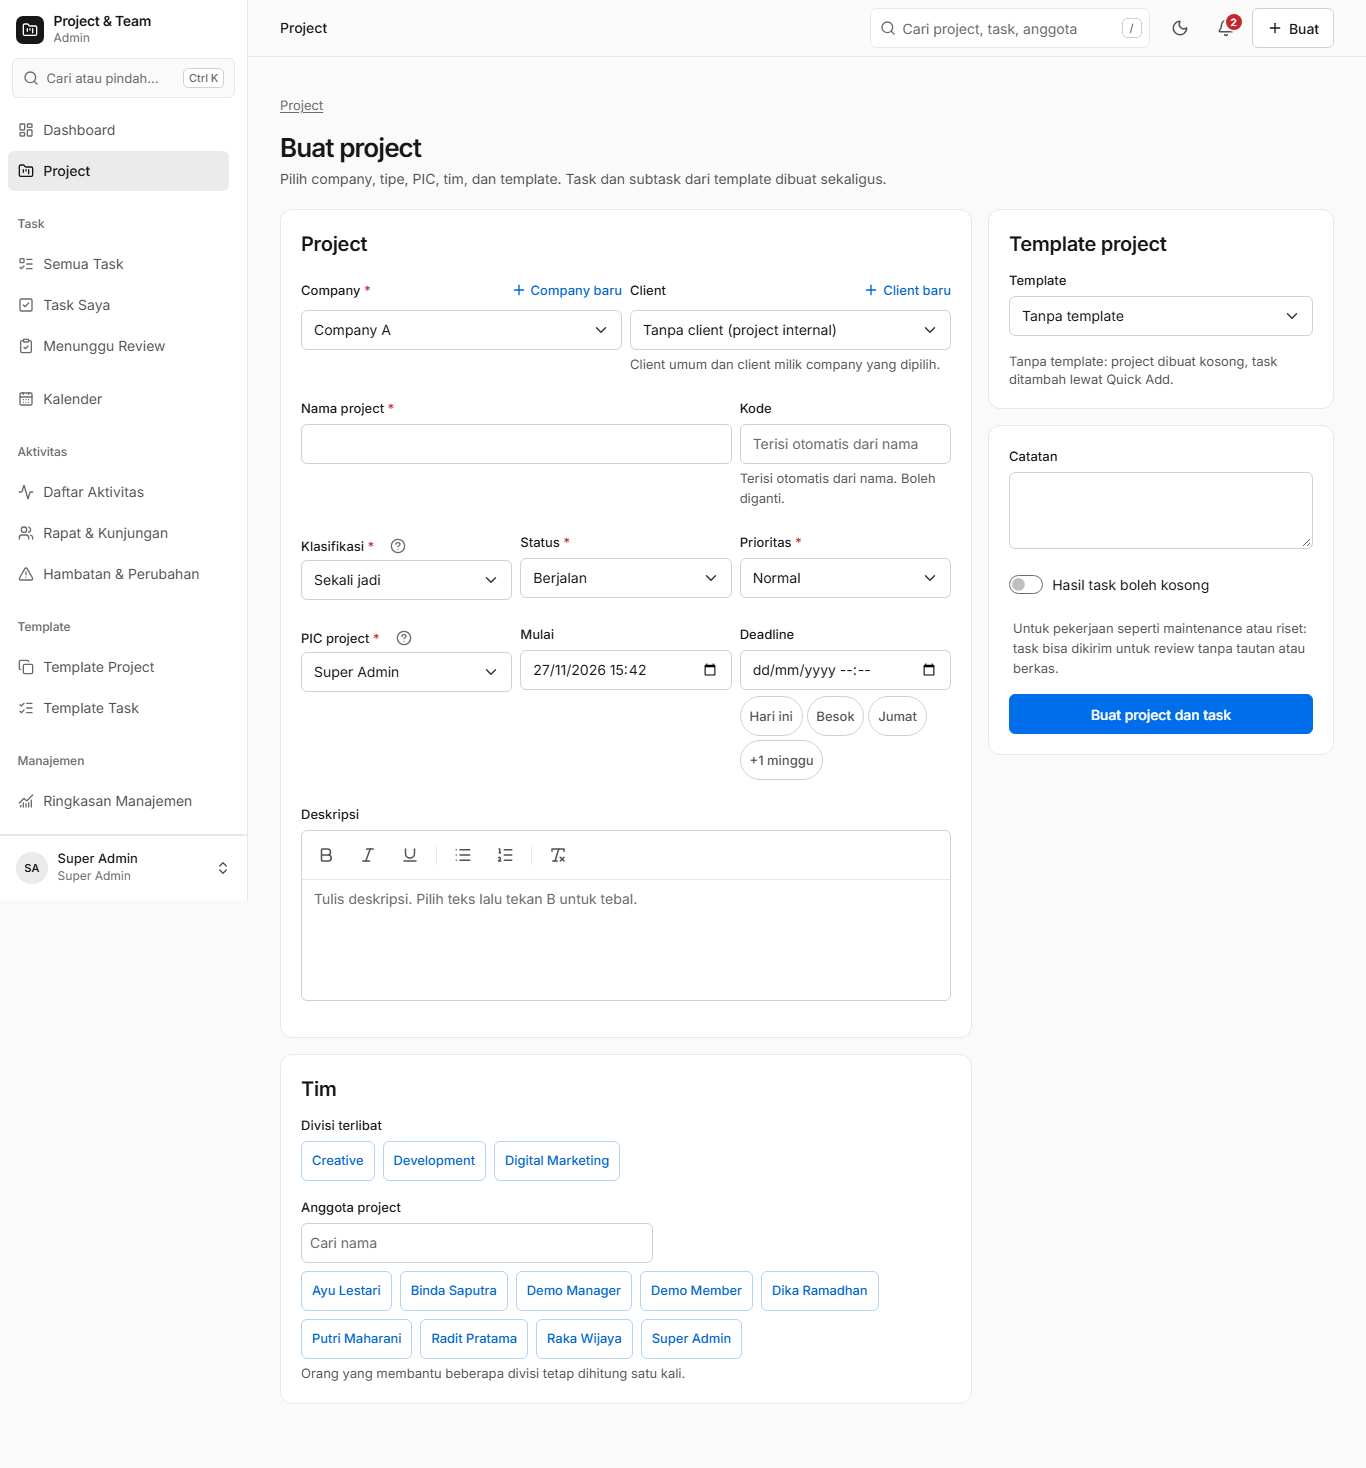 Project & Team
Admin
Cari atau pindah...
Ctrl K
Dashboard
Project
Task
Semua Task
Task Saya
Menunggu Review
Kalender
Aktivitas
Daftar Aktivitas
Rapat & Kunjungan
Hambatan & Perubahan
Template
Template Project
Template Task
Manajemen
Ringkasan Manajemen
SA
Super Admin
Super Admin
Project
Cari project, task, anggota
/
2
Buat
Project
Buat project
Pilih company, tipe, PIC, tim, dan template. Task dan subtask dari template dibuat sekaligus.
Project
Company *
+ Company baru
Client
+ Client baru
Company A
Tanpa client (project internal)
Client umum dan client milik company yang dipilih.
Nama project *
Kode
Terisi otomatis dari nama
Terisi otomatis dari nama. Boleh
diganti.
Klasifikasi *
?
Status *
Prioritas *
Sekali jadi
Berjalan
Normal
PIC project *
?
Mulai
Deadline
Super Admin
27/11/2026 15:42
dd/mm/yyyy --:--
Hari ini
Besok
Jumat
+1 minggu
Deskripsi
B
I
U
Tulis deskripsi. Pilih teks lalu tekan B untuk tebal.
Tim
Divisi terlibat
Creative
Development
Digital Marketing
Anggota project
Cari nama
Ayu Lestari
Binda Saputra
Demo Manager
Demo Member
Dika Ramadhan
Putri Maharani
Radit Pratama
Raka Wijaya
Super Admin
Orang yang membantu beberapa divisi tetap dihitung satu kali.
Template project
Template
Tanpa template
Tanpa template: project dibuat kosong, task
ditambah lewat Quick Add.
Catatan
Hasil task boleh kosong
Untuk pekerjaan seperti maintenance atau riset:
task bisa dikirim untuk review tanpa tautan atau
berkas.
Buat project dan task